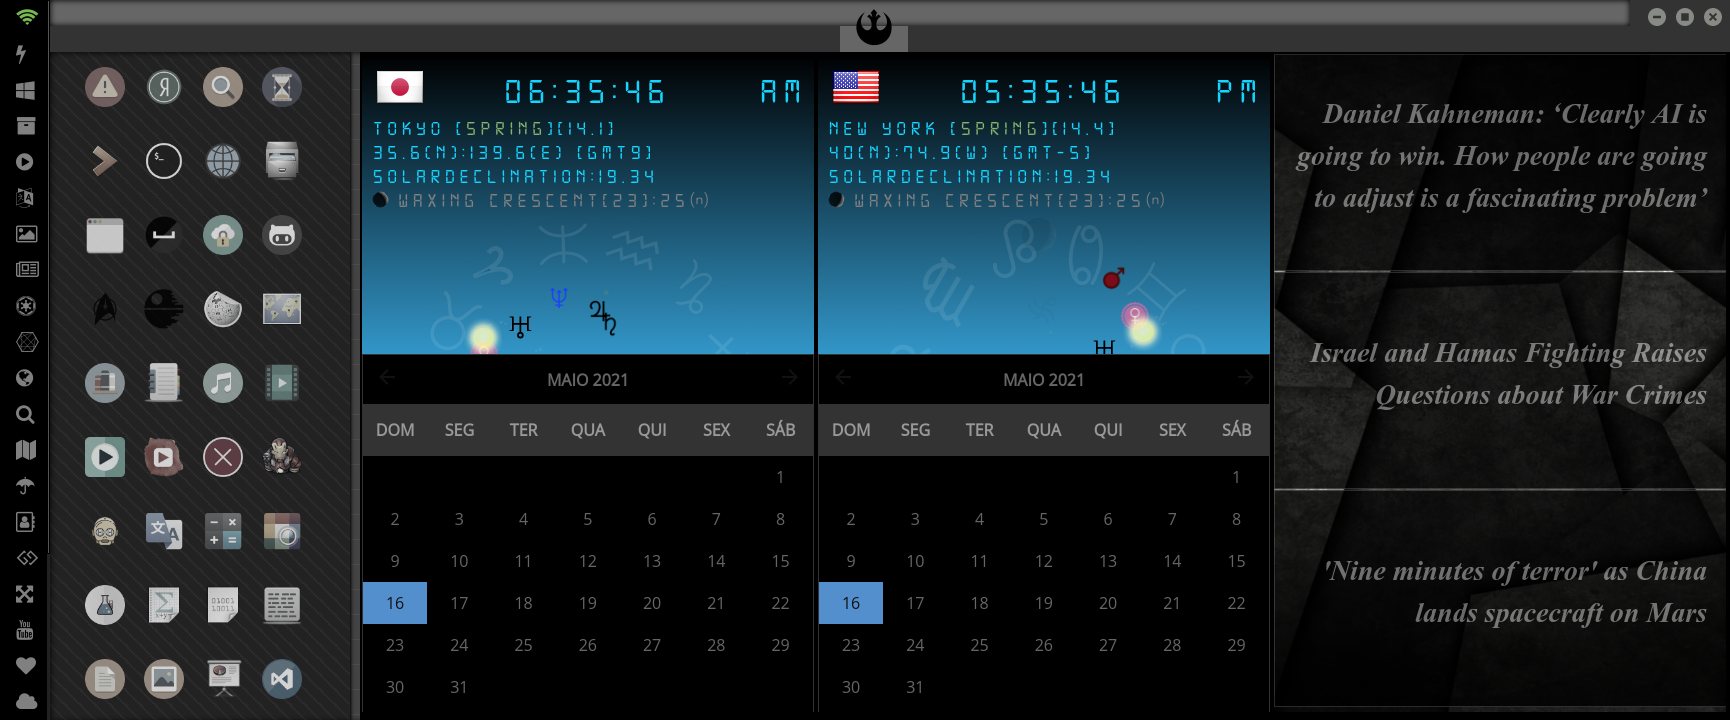 06:35:46 AM
TOKYO [SPRING][14.1]
35.6(N):139.6(E) [GMT9]
SOLARDECLINATION:19.34
WAXING CRESCENT[23]:25(n)
MAIO 2021
DOM SEG TER QUA QUI SEX SÁB
1
2 3 4 5 6 7 8
9 10 11 12 13 14 15
16 17 18 19 20 21 22
23 24 25 26 27 28 29
30 31
05:35:46 PM
NEW YORK [SPRING][14.4]
40(N):74.9(W) [GMT-5]
SOLARDECLINATION:19.34
WAXING CRESCENT[23]:25(n)
MAIO 2021
DOM SEG TER QUA QUI SEX SÁB
1
2 3 4 5 6 7 8
9 10 11 12 13 14 15
16 17 18 19 20 21 22
23 24 25 26 27 28 29
30 31
Daniel Kahneman: ‘Clearly AI is
going to win. How people are going
to adjust is a fascinating problem’
Israel and Hamas Fighting Raises
Questions about War Crimes
'Nine minutes of terror' as China
lands spacecraft on Mars
You
Tube
Я
$_
文A
Σ
x+y=
01001
10011